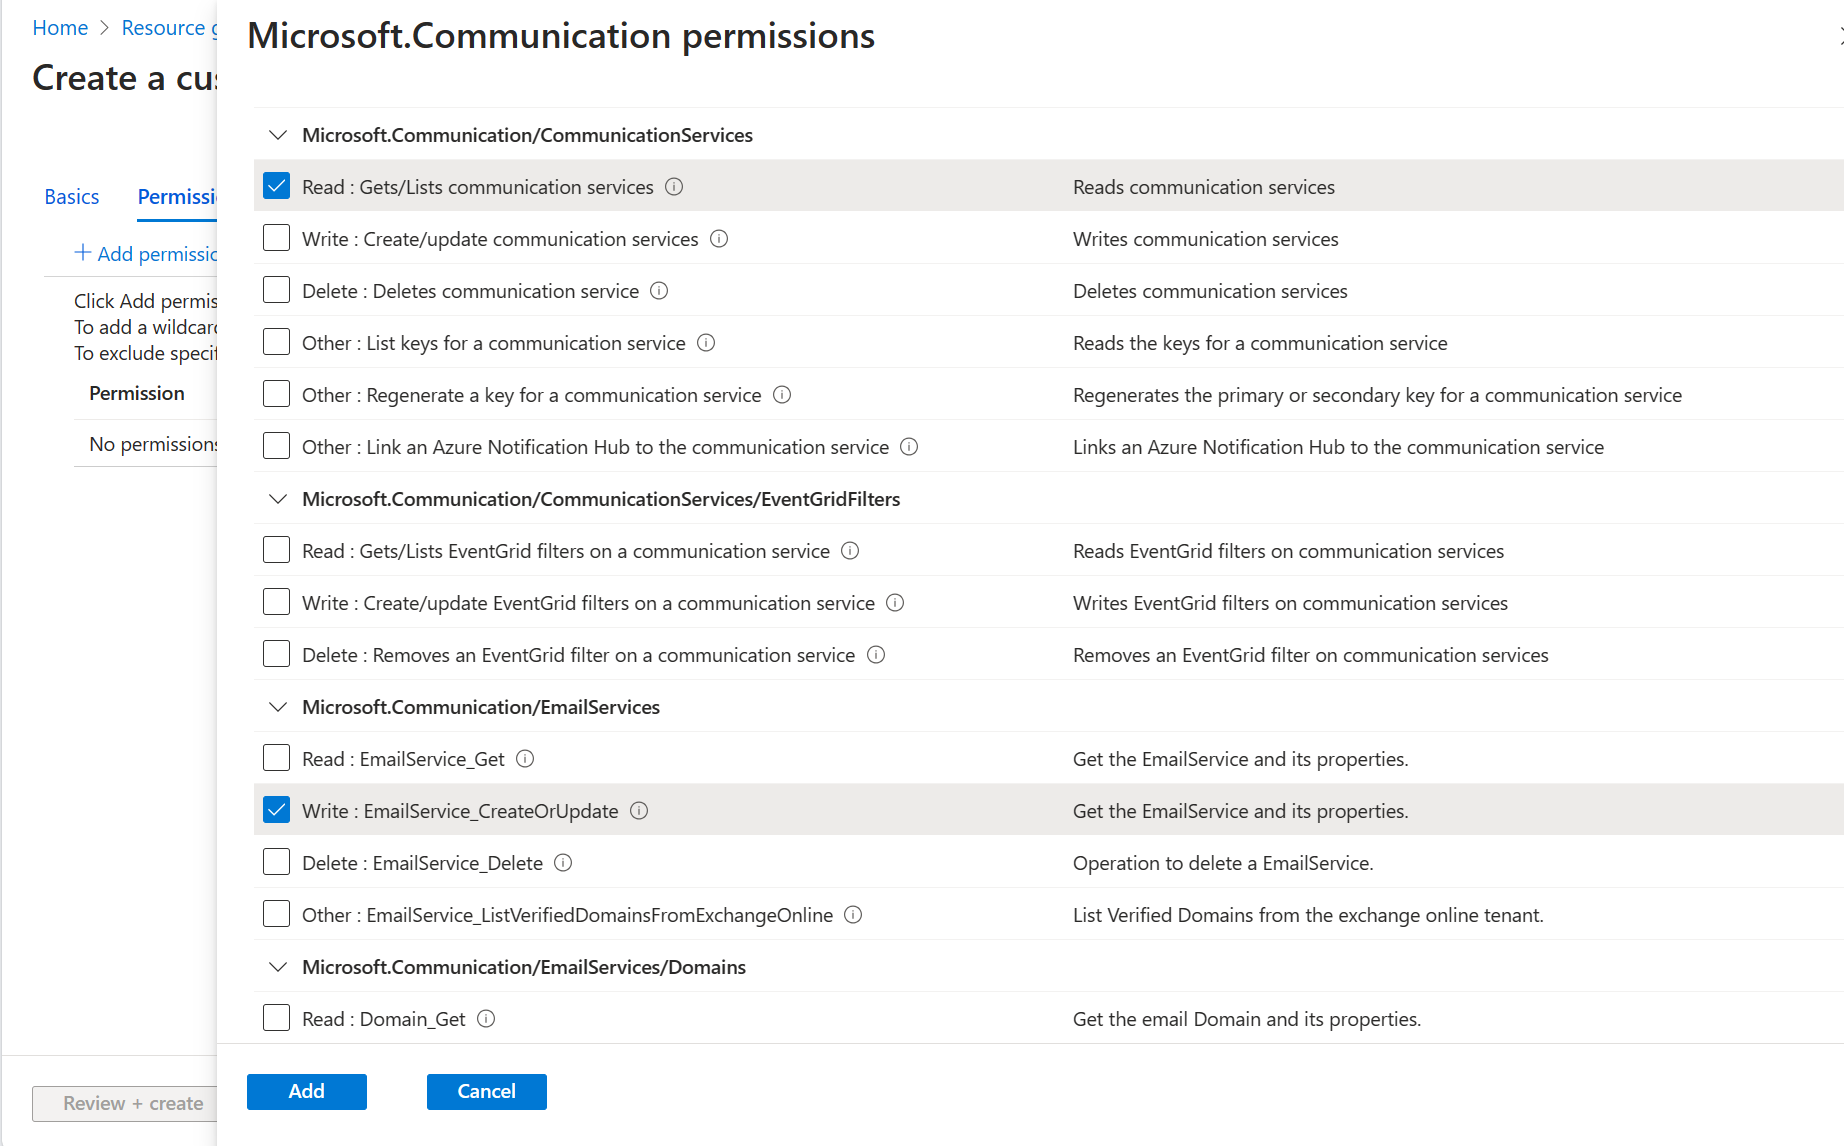 Home > Resource g
Create a cus
Basics Permissi
+ Add permissio
Click Add permis
To add a wildcard
To exclude specif
Permission
No permissions
Review + create
Microsoft.Communication permissions
Microsoft.Communication/CommunicationServices
Read : Gets/Lists communication services Reads communication services
Write : Create/update communication services Writes communication services
Delete : Deletes communication service Deletes communication services
Other : List keys for a communication service Reads the keys for a communication service
Other : Regenerate a key for a communication service Regenerates the primary or secondary key for a communication service
Other : Link an Azure Notification Hub to the communication service Links an Azure Notification Hub to the communication service
Microsoft.Communication/CommunicationServices/EventGridFilters
Read : Gets/Lists EventGrid filters on a communication service Reads EventGrid filters on communication services
Write : Create/update EventGrid filters on a communication service Writes EventGrid filters on communication services
Delete : Removes an EventGrid filter on a communication service Removes an EventGrid filter on communication services
Microsoft.Communication/EmailServices
Read : EmailService_Get Get the EmailService and its properties.
Write : EmailService_CreateOrUpdate Get the EmailService and its properties.
Delete : EmailService_Delete Operation to delete a EmailService.
Other : EmailService_ListVerifiedDomainsFromExchangeOnline List Verified Domains from the exchange online tenant.
Microsoft.Communication/EmailServices/Domains
Read : Domain_Get Get the email Domain and its properties.
Add Cancel